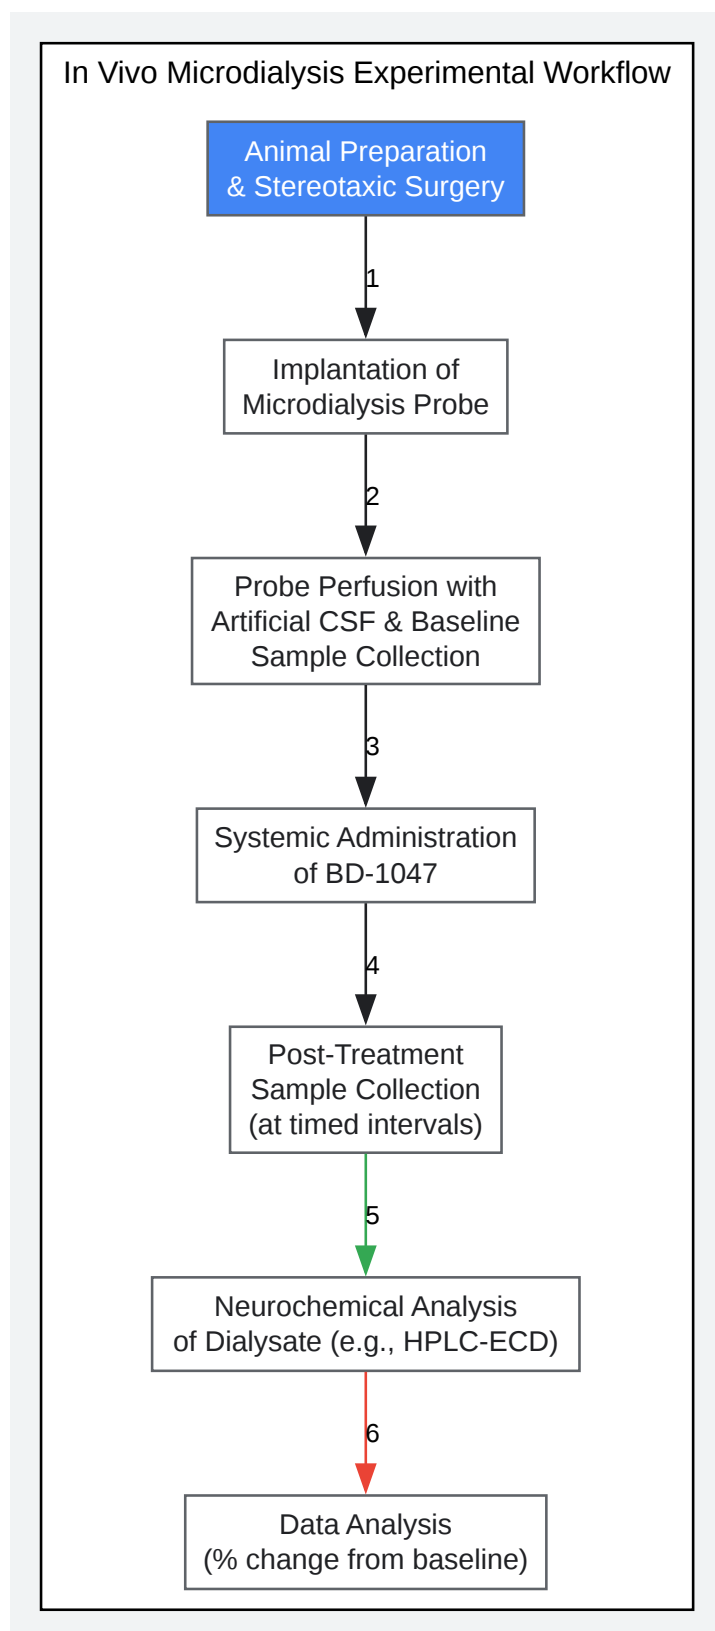 In Vivo Microdialysis Experimental Workflow
Animal Preparation
& Stereotaxic Surgery
1
Implantation of
Microdialysis Probe
2
Probe Perfusion with
Artificial CSF & Baseline
Sample Collection
3
Systemic Administration
of BD-1047
4
Post-Treatment
Sample Collection
(at timed intervals)
5
Neurochemical Analysis
of Dialysate (e.g., HPLC-ECD)
6
Data Analysis
(% change from baseline)